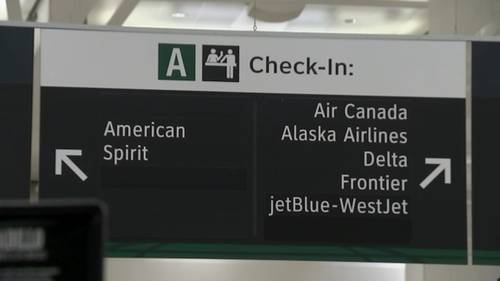 A Check-In:
American
Spirit
Air Canada
Alaska Airlines
Delta
Frontier
jetBlue-WestJet